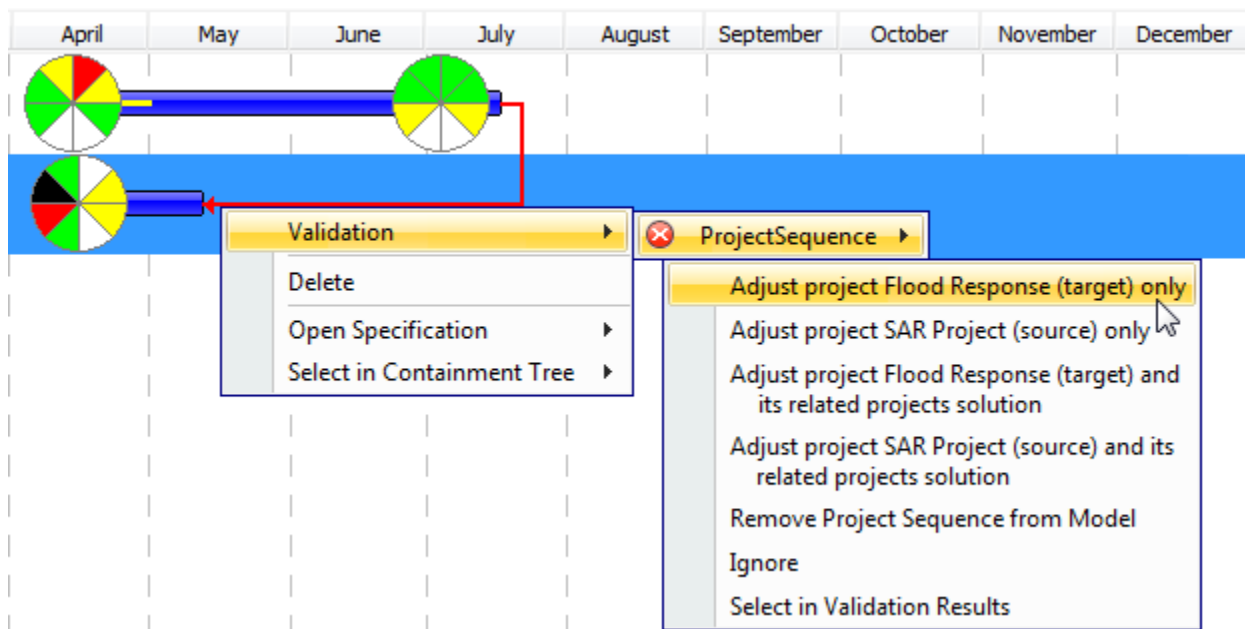 April May June July August September October November December
Validation
ProjectSequence
Delete
Open Specification
Select in Containment Tree
Adjust project Flood Response (target) only
Adjust project SAR Project (source) only
Adjust project Flood Response (target) and
its related projects solution
Adjust project SAR Project (source) and its
related projects solution
Remove Project Sequence from Model
Ignore
Select in Validation Results